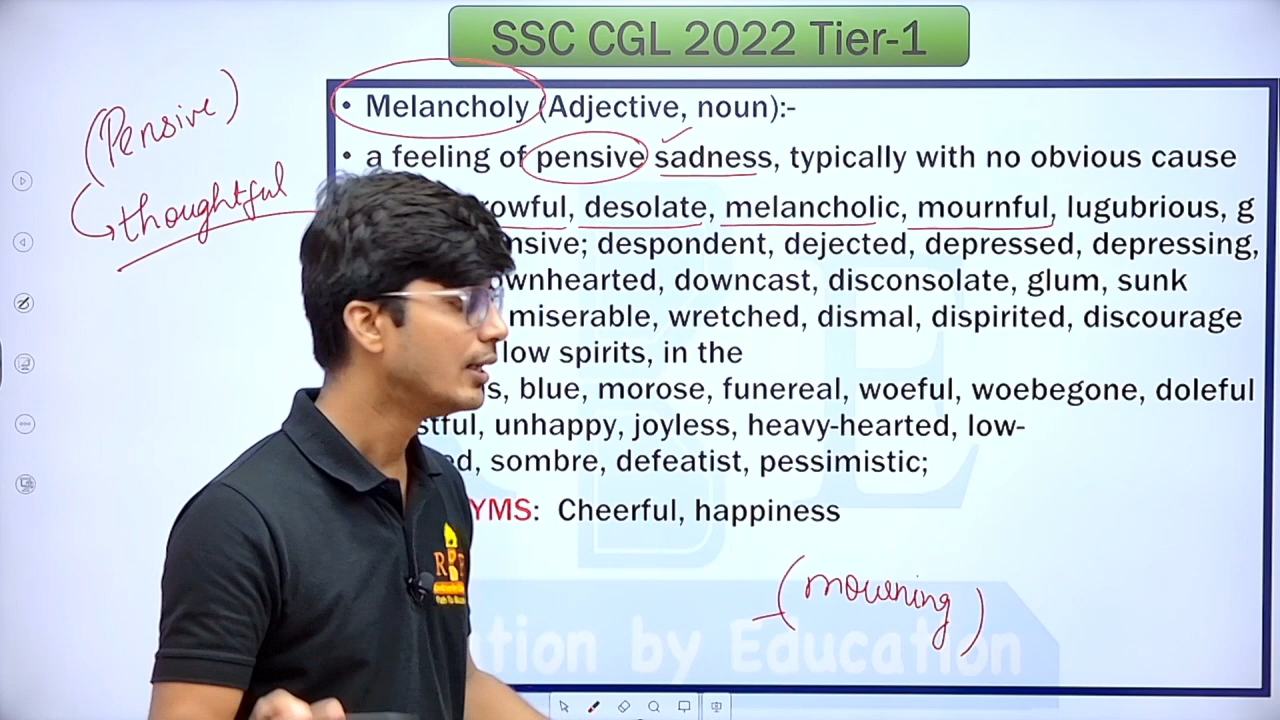 SSC CGL 2022 Tier-1
(Pensive)
thoughtful
• Melancholy (Adjective, noun):-
• a feeling of pensive sadness, typically with no obvious cause
rowful, desolate, melancholic, mournful, lugubrious, g
nsive; despondent, dejected, depressed, depressing,
ownhearted, downcast, disconsolate, glum, sunk
miserable, wretched, dismal, dispirited, discourage
low spirits, in the
s, blue, morose, funereal, woeful, woebegone, doleful
stful, unhappy, joyless, heavy-hearted, low-
ed, sombre, defeatist, pessimistic;
YMS: Cheerful, happiness
(mourning)
tion by Education